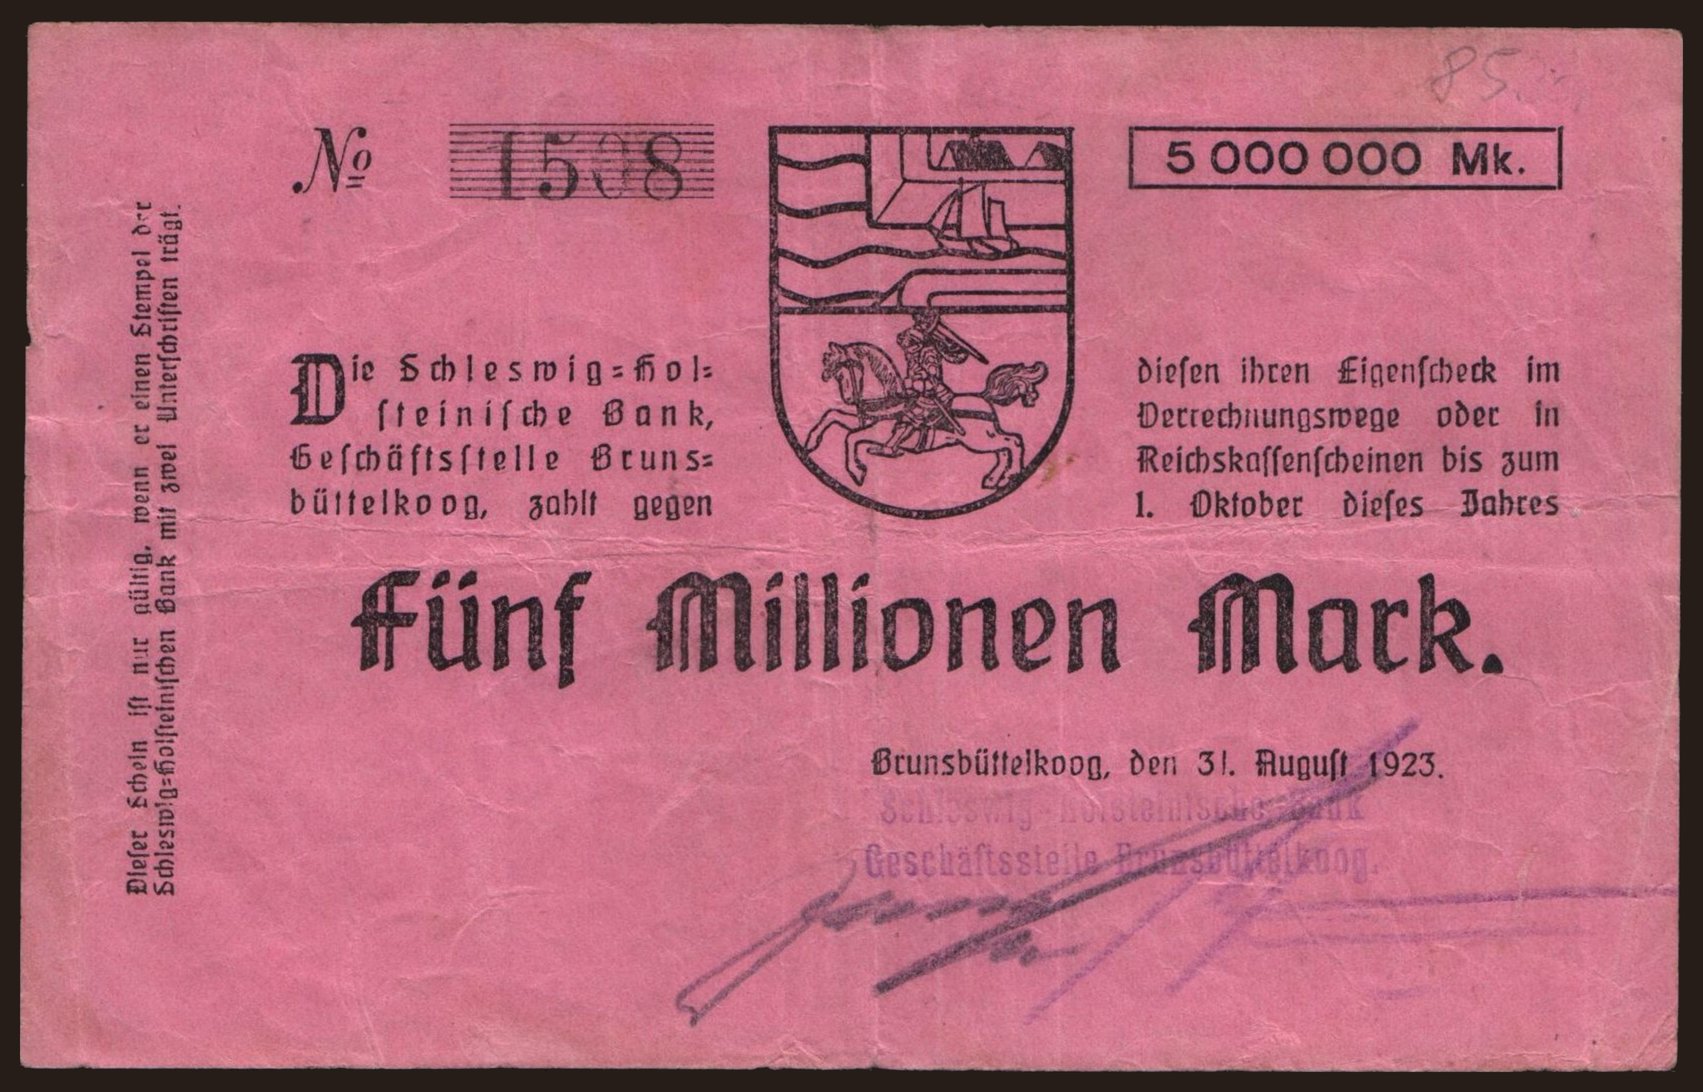 85.
No 1508
5 000 000 Mk.
Die Schleswig=Hol=
ſteiniſche Bank,
Geſchäftsſtelle Bruns=
büttelkoog, zahlt gegen
dieſen ihren Eigenſcheck im
Verrechnungswege oder in
Reichskaſſenſcheinen bis zum
1. Oktober dieſes Jahres
Fünf Millionen Mark.
Brunsbüttelkoog, den 31. Auguſt 1923.
Schleswig-Holsteinische Bank
Geschäftsstelle Brunsbüttelkoog.
Dieſer Schein iſt nur gültig, wenn er einen Stempel der
Schleswig=Holſteiniſchen Bank mit zwei Unterſchriften trägt.